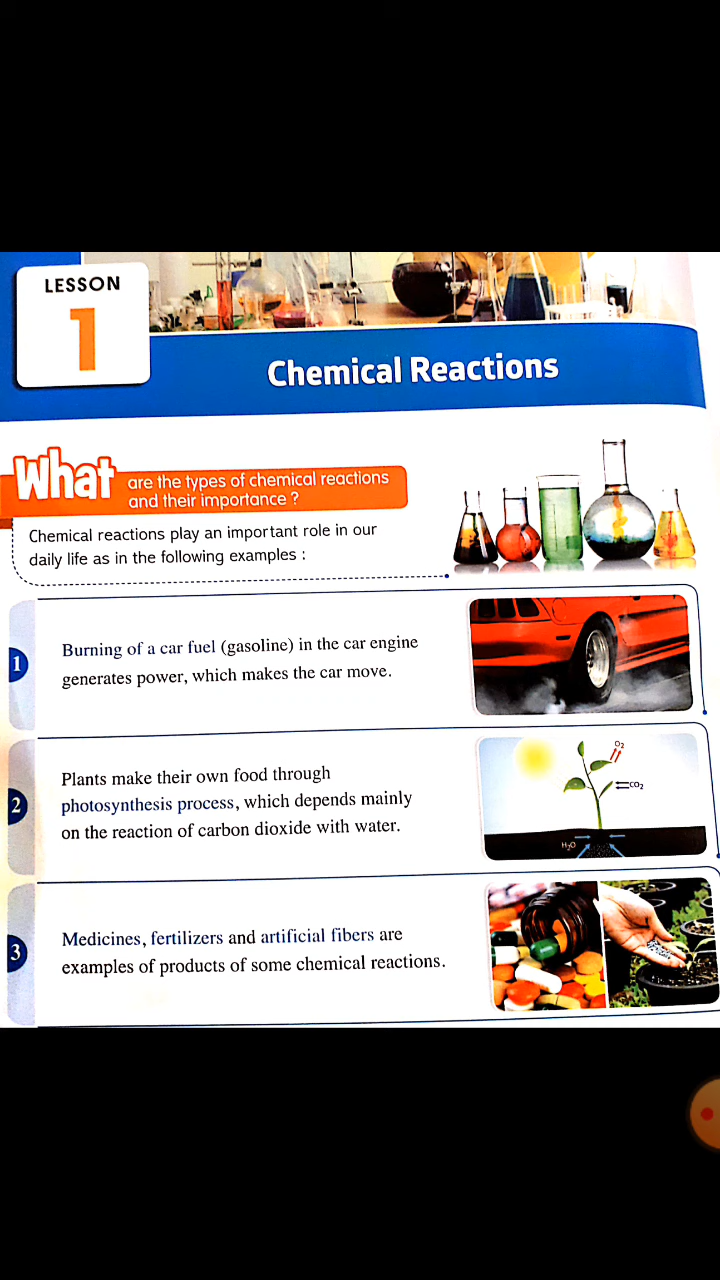 LESSON
1
Chemical Reactions
What are the types of chemical reactions
and their importance ?
Chemical reactions play an important role in our
daily life as in the following examples :
1
Burning of a car fuel (gasoline) in the car engine
generates power, which makes the car move.
2
Plants make their own food through
photosynthesis process, which depends mainly
on the reaction of carbon dioxide with water.
O2
CO2
H2O
3
Medicines, fertilizers and artificial fibers are
examples of products of some chemical reactions.